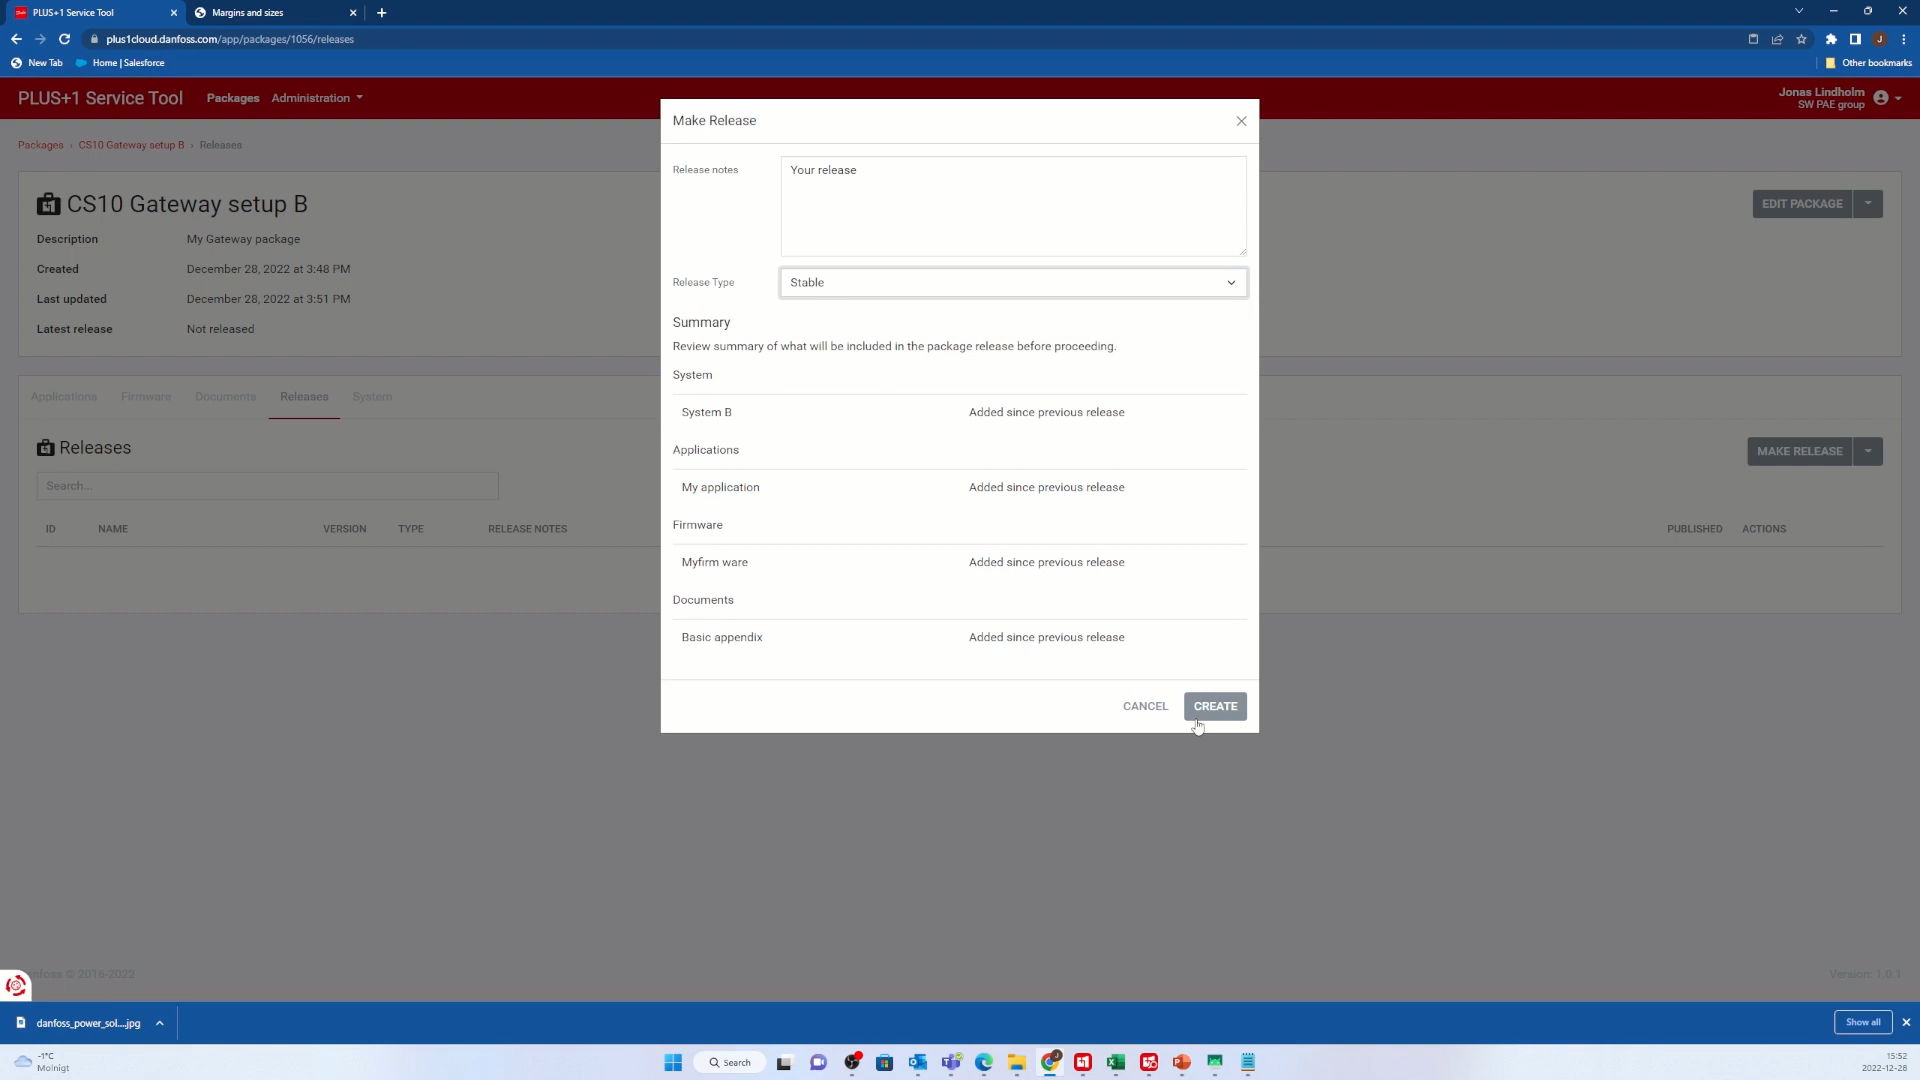 PLUS+1 Service Tool
Margins and sizes
plus1cloud.danfoss.com/app/packages/1056/releases
J
New Tab
Home | Salesforce
Other bookmarks
PLUS+1 Service Tool
Packages
Administration
Jonas Lindholm
SW PAE group
Packages › CS10 Gateway setup B › Releases
CS10 Gateway setup B
EDIT PACKAGE
Description My Gateway package
Created December 28, 2022 at 3:48 PM
Last updated December 28, 2022 at 3:51 PM
Latest release Not released
Applications Firmware Documents Releases System
Releases
MAKE RELEASE
Search...
ID NAME VERSION TYPE RELEASE NOTES PUBLISHED ACTIONS
Make Release
Release notes Your release
Release Type Stable
Summary
Review summary of what will be included in the package release before proceeding.
System
System B Added since previous release
Applications
My application Added since previous release
Firmware
Myfirm ware Added since previous release
Documents
Basic appendix Added since previous release
CANCEL CREATE
© 2016-2022
Version: 1.0.1
danfoss_power_sol....jpg
Show all
-1°C
Molnigt
Search
15:52
2022-12-28